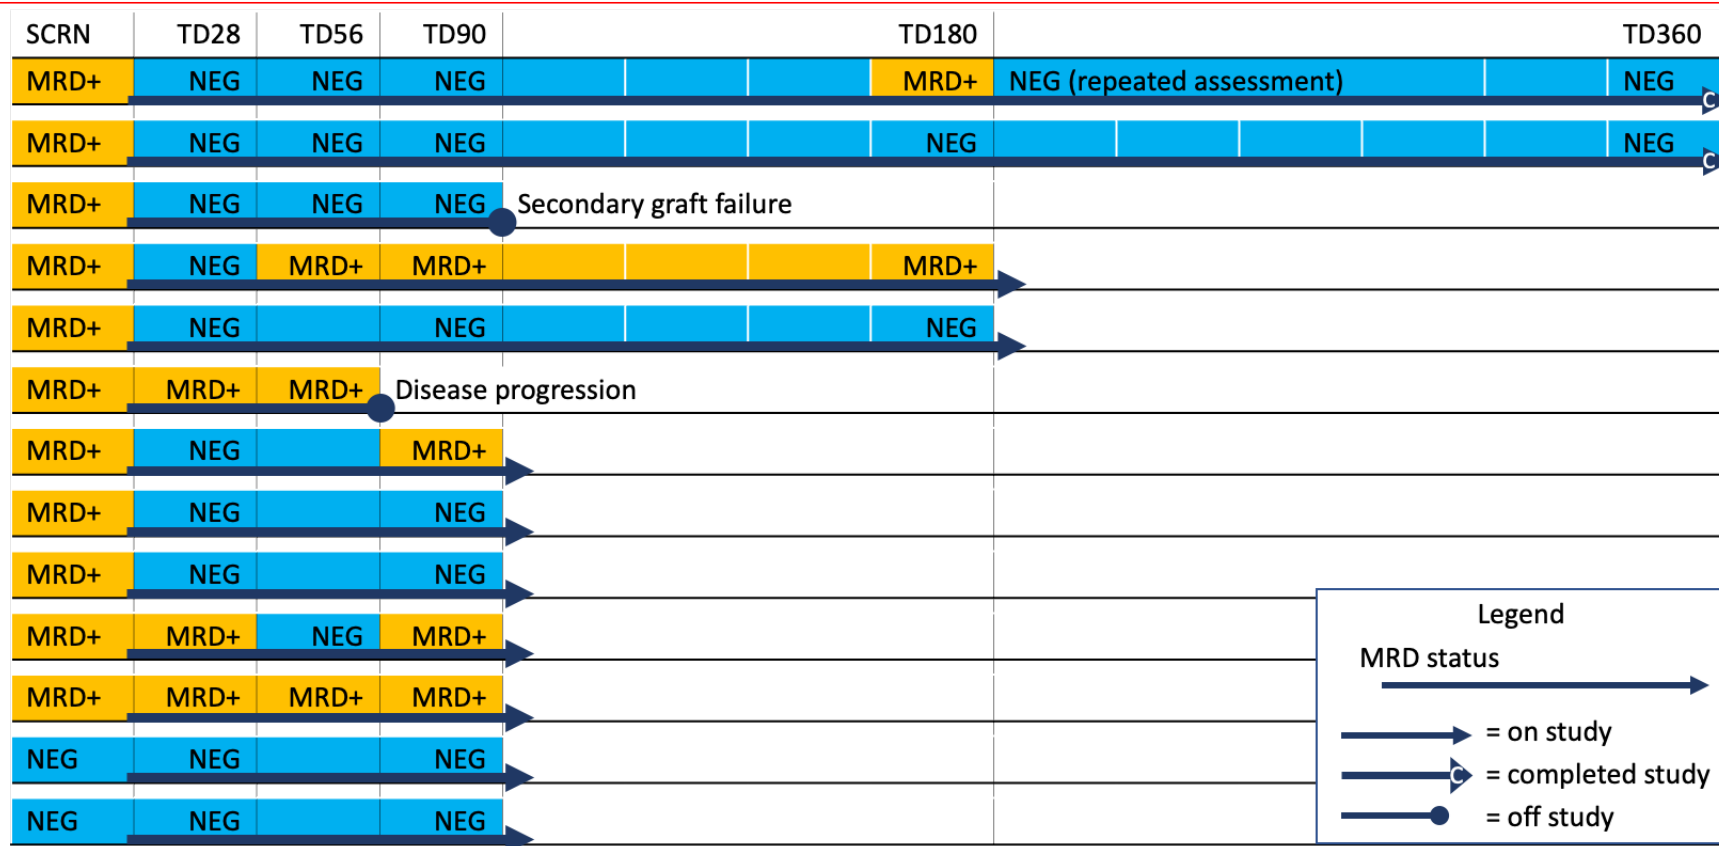 SCRN TD28 TD56 TD90 TD180 TD360
MRD+ NEG NEG NEG MRD+ NEG (repeated assessment) NEG
C
MRD+ NEG NEG NEG NEG NEG
C
MRD+ NEG NEG NEG Secondary graft failure
MRD+ NEG MRD+ MRD+ MRD+
MRD+ NEG NEG NEG
MRD+ MRD+ MRD+ Disease progression
MRD+ NEG MRD+
MRD+ NEG NEG
MRD+ NEG NEG
MRD+ MRD+ NEG MRD+
MRD+ MRD+ MRD+ MRD+
NEG NEG NEG
NEG NEG NEG
Legend
MRD status
= on study
C = completed study
= off study